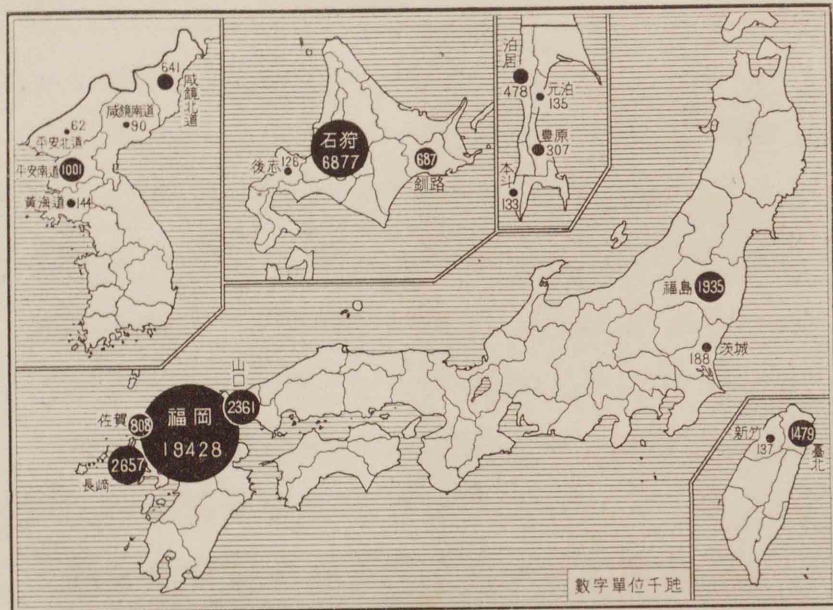 641
咸鏡北道
咸鏡南道
90
62
平安北道
平安南道
1001
黃海道
144
石狩
6877
後志
126
687
釧路
泊居
478
元泊
135
豊原
307
本斗
133
福島
1935
茨城
188
山口
2361
福岡
19428
佐賀
808
2657
長崎
新竹
137
1479
臺北
數字單位千瓲